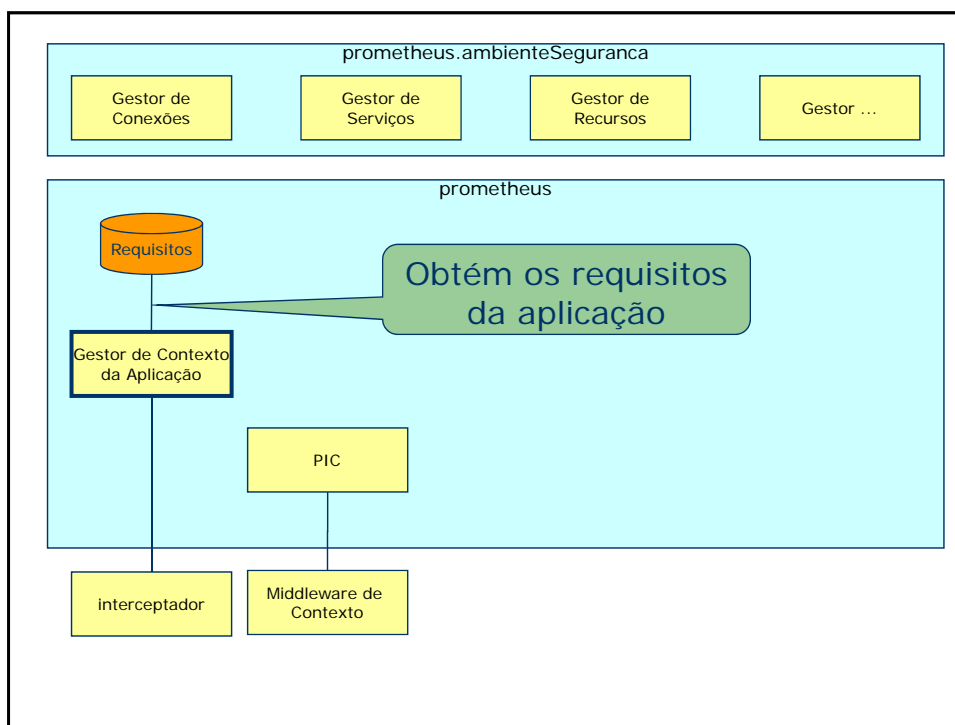 prometheus.ambienteSeguranca
Gestor de
Conexões
Gestor de
Serviços
Gestor de
Recursos
Gestor ...
prometheus
Requisitos
Obtém os requisitos
da aplicação
Gestor de Contexto
da Aplicação
PIC
interceptador
Middleware de
Contexto